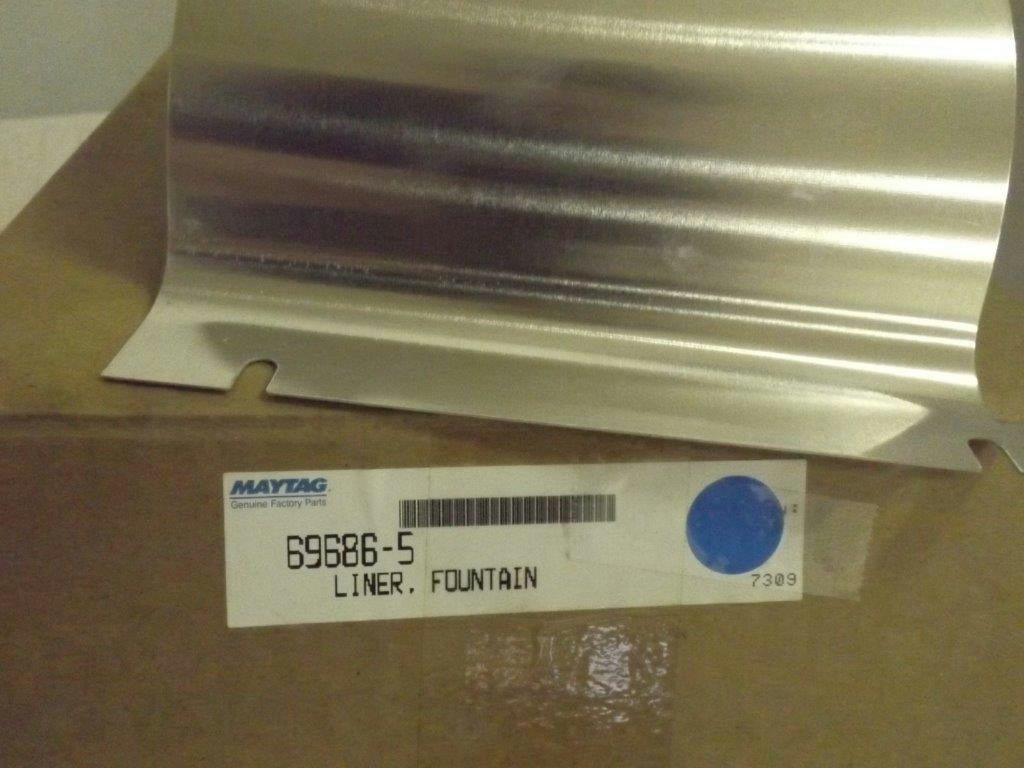 MAYTAG
Genuine Factory Parts
69686-5
LINER, FOUNTAIN
7309